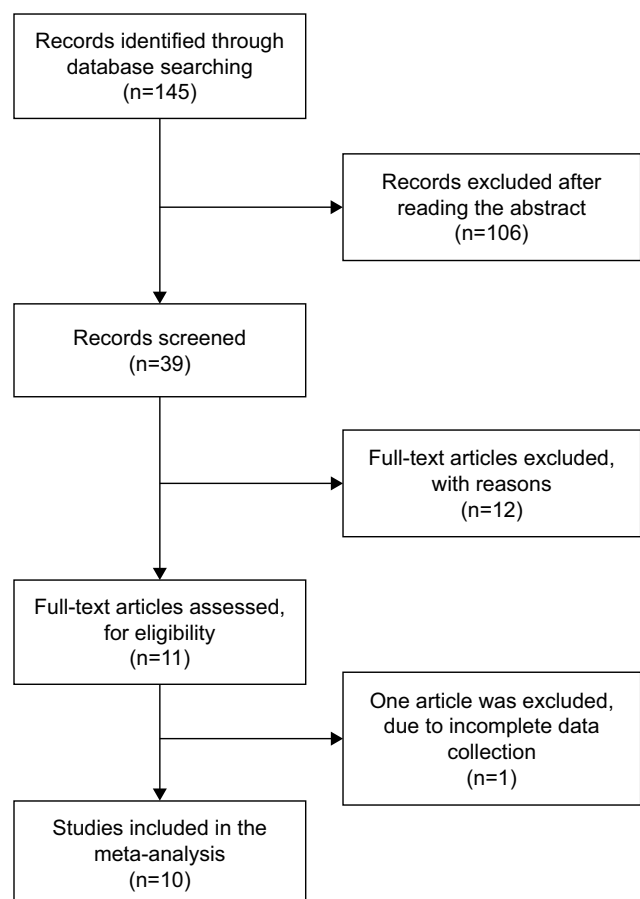 Records identified through
database searching
(n=145)
Records excluded after
reading the abstract
(n=106)
Records screened
(n=39)
Full-text articles excluded,
with reasons
(n=12)
Full-text articles assessed,
for eligibility
(n=11)
One article was excluded,
due to incomplete data
collection
(n=1)
Studies included in the
meta-analysis
(n=10)